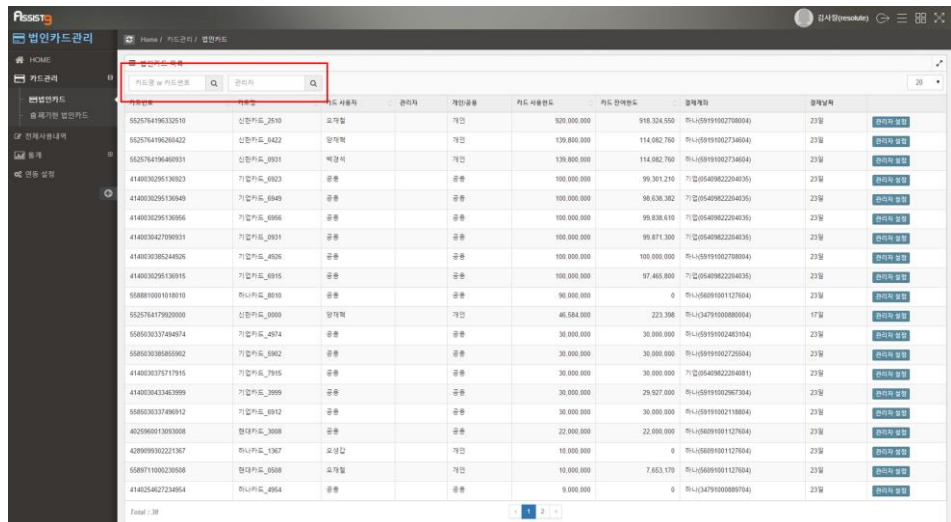 Assist9
김사장(resolute)
법인카드관리
Home / 카드관리 / 법인카드
HOME
카드관리
법인카드
폐기된 법인카드
전체사용내역
통계
연동 설정
법인카드 목록
카드명 or 카드번호 관리자 20
카드번호 카드명 카드 사용자 관리자 개인/공용 카드 사용한도 카드 잔여한도 결제계좌 결제날짜
5525764196332510 신한카드_2510 오재철 개인 920,000,000 918,324,550 하나(59191002708004) 23일 관리자 설정
5525764196260422 신한카드_0422 양재혁 개인 139,800,000 114,082,760 하나(59191002734604) 23일 관리자 설정
5525764196460931 신한카드_0931 백경석 개인 139,800,000 114,082,760 하나(59191002734604) 23일 관리자 설정
4140030295136923 기업카드_6923 공용 공용 100,000,000 99,301,210 기업(05409822204035) 23일 관리자 설정
4140030295136949 기업카드_6949 공용 공용 100,000,000 98,638,382 기업(05409822204035) 23일 관리자 설정
4140030295136956 기업카드_6956 공용 공용 100,000,000 99,838,610 기업(05409822204035) 23일 관리자 설정
4140030427090931 기업카드_0931 공용 공용 100,000,000 99,871,300 기업(05409822204035) 23일 관리자 설정
4140030385244926 기업카드_4926 공용 공용 100,000,000 100,000,000 하나(59191002708004) 23일 관리자 설정
4140030295136915 기업카드_6915 공용 공용 100,000,000 97,465,800 기업(05409822204035) 23일 관리자 설정
5588810001018010 하나카드_8010 공용 공용 90,000,000 0 하나(56091001127604) 23일 관리자 설정
5525764179920000 신한카드_0000 양재혁 개인 46,584,000 223,398 하나(34791000880004) 17일 관리자 설정
5585030337494974 기업카드_4974 공용 공용 30,000,000 30,000,000 하나(59191002483104) 23일 관리자 설정
5585030385855902 기업카드_5902 공용 공용 30,000,000 30,000,000 하나(59191002725504) 23일 관리자 설정
4140030375717915 기업카드_7915 공용 공용 30,000,000 30,000,000 기업(05409822204081) 23일 관리자 설정
4140030433463999 기업카드_3999 공용 공용 30,000,000 29,927,000 하나(59191002967304) 23일 관리자 설정
5585030337496912 기업카드_6912 공용 공용 30,000,000 30,000,000 하나(59191002118804) 23일 관리자 설정
4025960013093008 현대카드_3008 공용 공용 22,000,000 22,000,000 하나(56091001127604) 23일 관리자 설정
4289099302221367 하나카드_1367 개인 10,000,000 0 하나(56091001127604) 23일 관리자 설정
5589711000230508 현대카드_0508 오재철 개인 10,000,000 7,653,170 하나(56091001127604) 23일 관리자 설정
4140254627234954 하나카드_4954 공용 공용 9,000,000 0 하나(34791000889704) 23일 관리자 설정
Total : 38 1 2